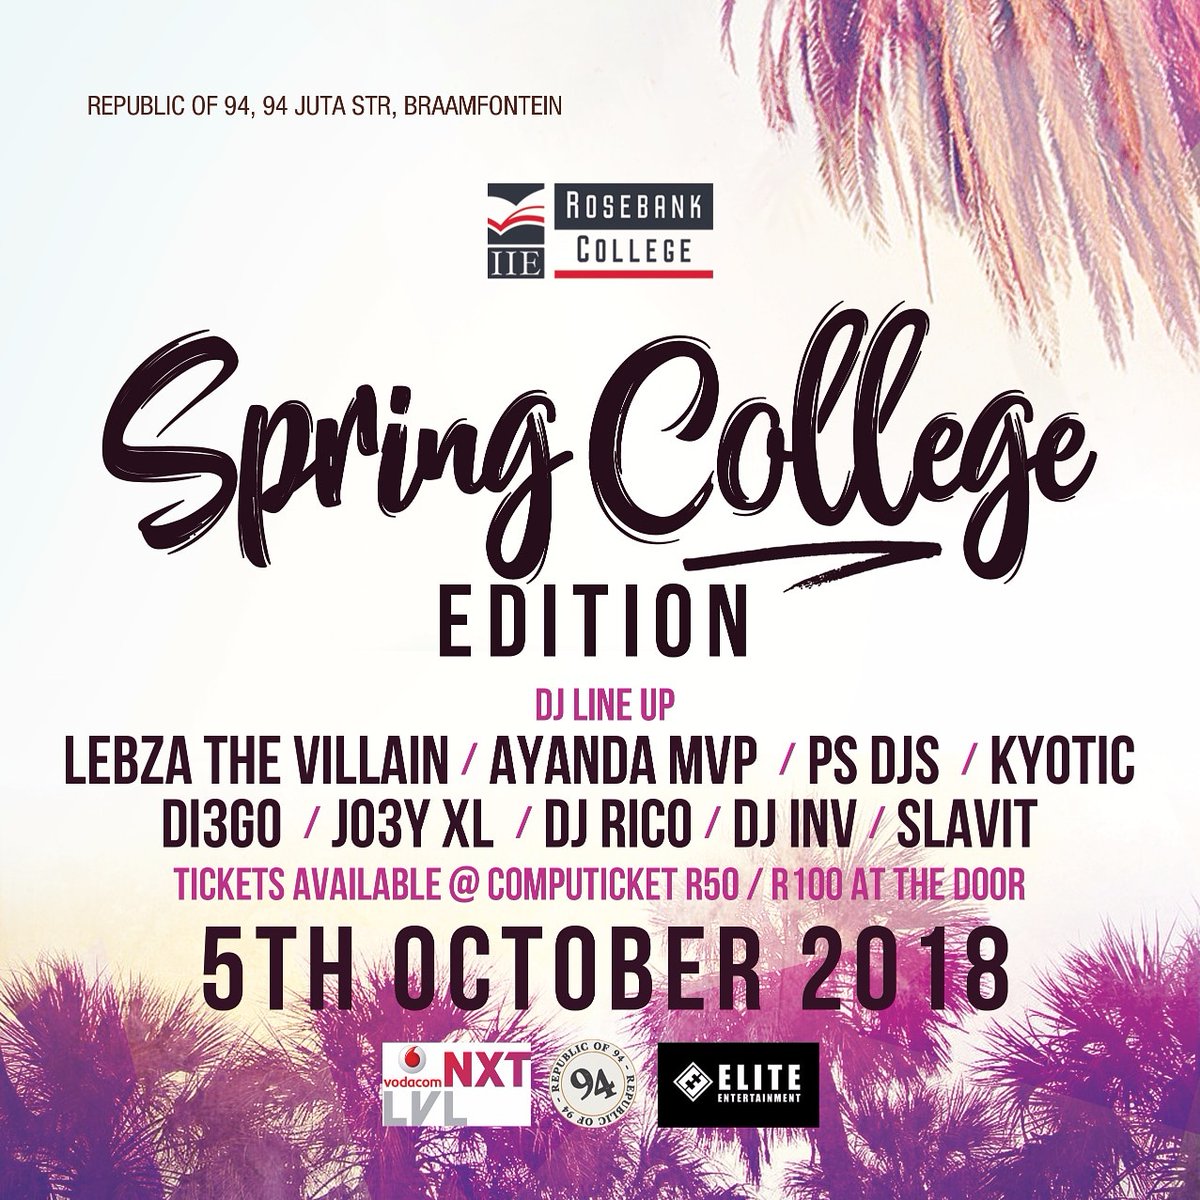 REPUBLIC OF 94, 94 JUTA STR, BRAAMFONTEIN
IIE
ROSEBANK
COLLEGE
Spring College
EDITION
DJ LINE UP
LEBZA THE VILLAIN / AYANDA MVP / PS DJS / KYOTIC
DI3GO / JO3Y XL / DJ RICO / DJ INV / SLAVIT
TICKETS AVAILABLE @ COMPUTICKET R50 / R100 AT THE DOOR
5TH OCTOBER 2018
vodacom NXT
LVL
REPUBLIC OF 94 - REPUBLIC OF 94 -
94
ELITE
ENTERTAINMENT